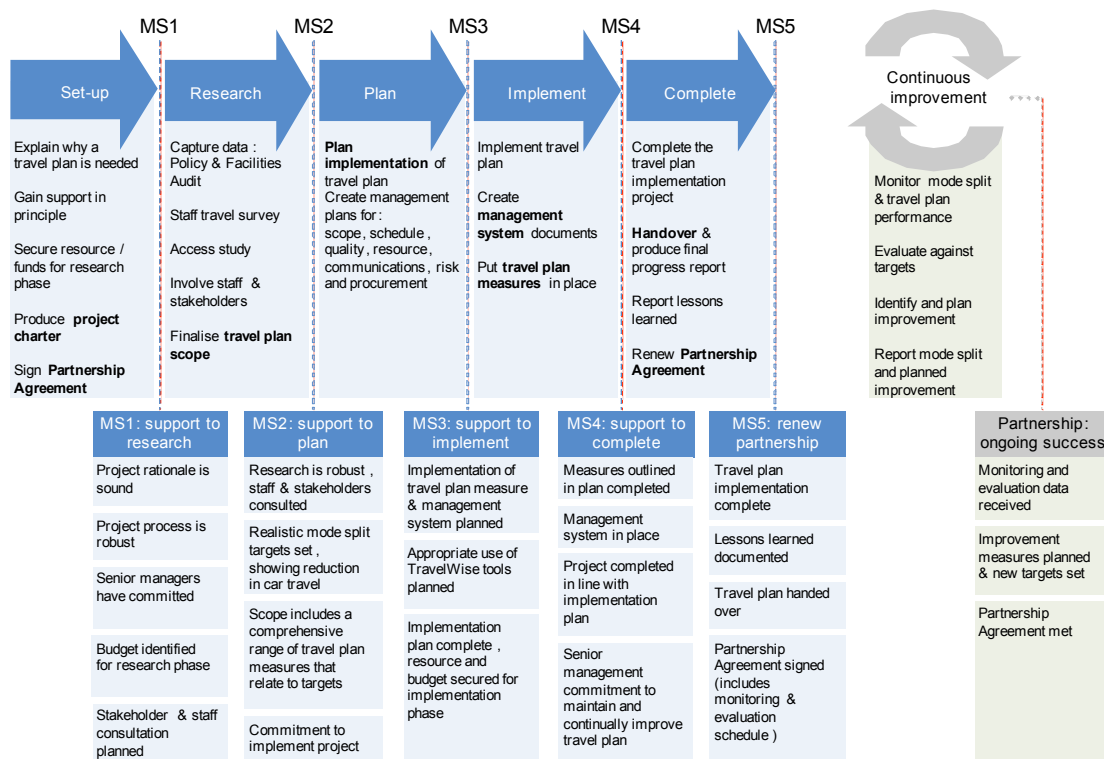 MS1
MS2
MS3
MS4
MS5
Set-up
Research
Plan
Implement
Complete
Continuous
improvement
Explain why a
travel plan is needed
Gain support in
principle
Secure resource /
funds for research
phase
Produce project
charter
Sign Partnership
Agreement
Capture data :
Policy & Facilities
Audit
Staff travel survey
Access study
Involve staff &
stakeholders
Finalise travel plan
scope
Plan
implementation of
travel plan
Create management
plans for:
scope, schedule,
quality, resource,
communications, risk
and procurement
Implement travel
plan
Create
management
system documents
Put travel plan
measures in place
Complete the
travel plan
implementation
project
Handover &
produce final
progress report
Report lessons
learned
Renew Partnership
Agreement
Monitor mode split
& travel plan
performance
Evaluate against
targets
Identify and plan
improvement
Report mode split
and planned
improvement
MS1: support to
research
Project rationale is
sound
Project process is
robust
Senior managers
have committed
Budget identified
for research phase
Stakeholder & staff
consultation
planned
MS2: support to
plan
Research is robust ,
staff & stakeholders
consulted
Realistic mode split
targets set ,
showing reduction
in car travel
Scope includes a
comprehensive
range of travel plan
measures that
relate to targets
Commitment to
implement project
MS3: support to
implement
Implementation of
travel plan measure
& management
system planned
Appropriate use of
TravelWise tools
planned
Implementation
plan complete ,
resource and
budget secured for
implementation
phase
MS4: support to
complete
Measures outlined
in plan completed
Management
system in place
Project completed
in line with
implementation
plan
Senior
management
commitment to
maintain and
continually improve
travel plan
MS5: renew
partnership
Travel plan
implementation
complete
Lessons learned
documented
Travel plan handed
over
Partnership
Agreement signed
(includes
monitoring &
evaluation
schedule )
Partnership:
ongoing success
Monitoring and
evaluation data
received
Improvement
measures planned
& new targets set
Partnership
Agreement met